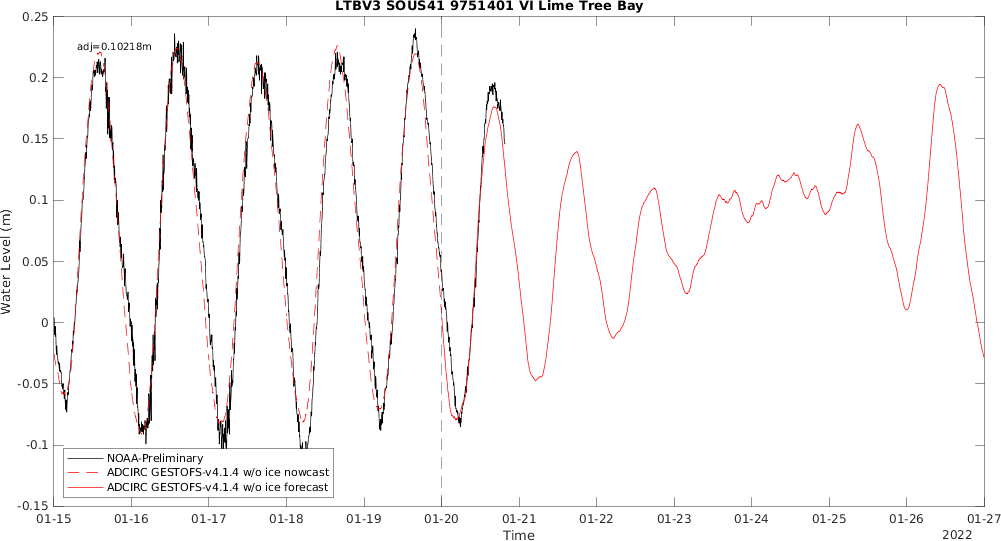 LTBV3 SOUS41 9751401 VI Lime Tree Bay
adj=0.10218m
Water Level (m)
0.25
0.2
0.15
0.1
0.05
0
-0.05
-0.1
-0.15
NOAA-Preliminary
ADCIRC GESTOFS-v4.1.4 w/o ice nowcast
ADCIRC GESTOFS-v4.1.4 w/o ice forecast
01-15 01-16 01-17 01-18 01-19 01-20 01-21 01-22 01-23 01-24 01-25 01-26 01-27
Time
2022